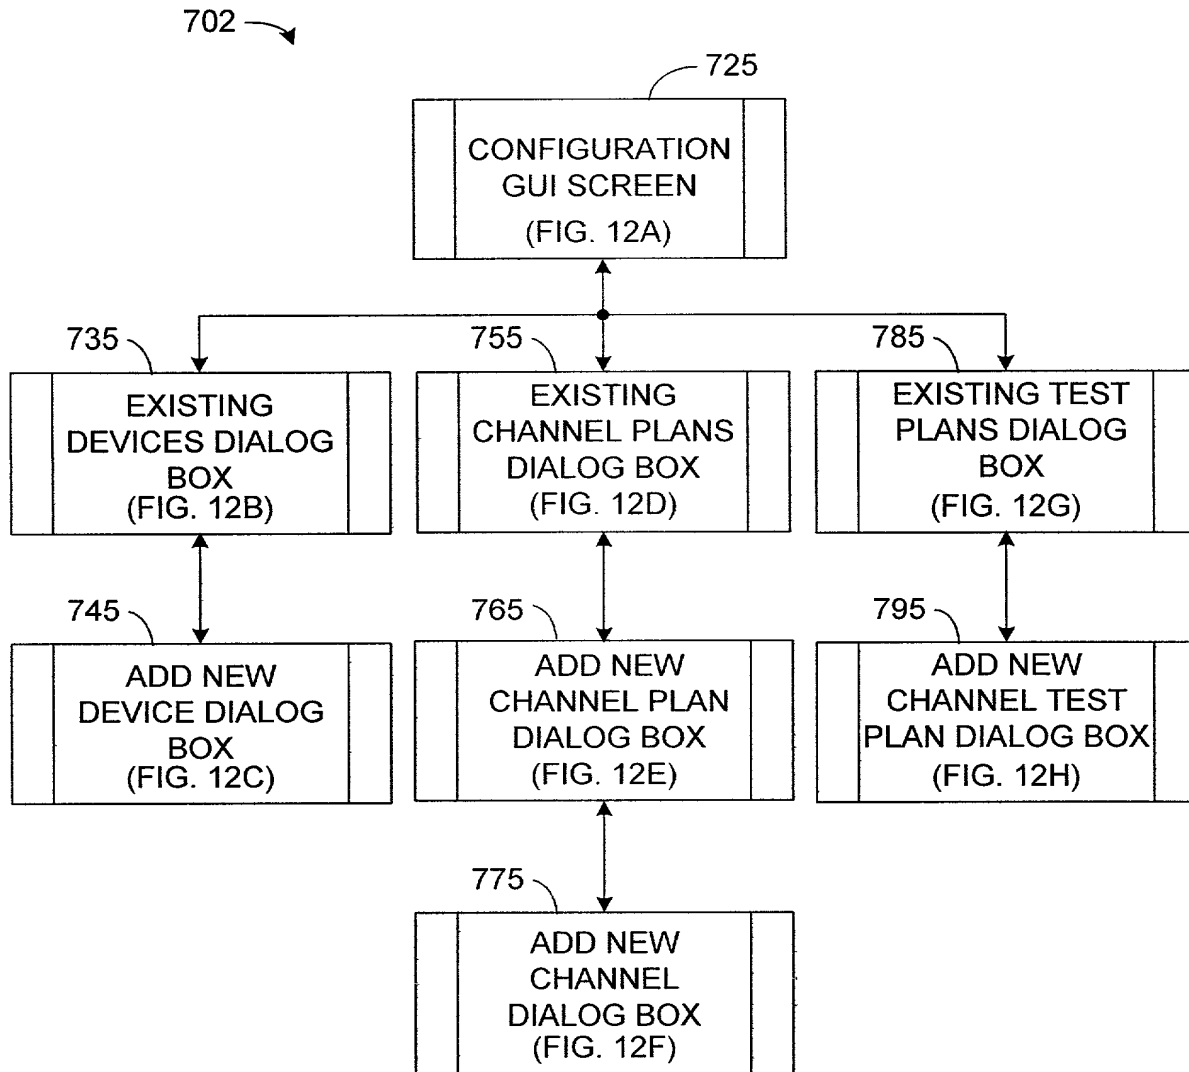 702
725
CONFIGURATION
GUI SCREEN
(FIG. 12A)
735
EXISTING
DEVICES DIALOG
BOX
(FIG. 12B)
755
EXISTING
CHANNEL PLANS
DIALOG BOX
(FIG. 12D)
785
EXISTING TEST
PLANS DIALOG
BOX
(FIG. 12G)
745
ADD NEW
DEVICE DIALOG
BOX
(FIG. 12C)
765
ADD NEW
CHANNEL PLAN
DIALOG BOX
(FIG. 12E)
795
ADD NEW
CHANNEL TEST
PLAN DIALOG BOX
(FIG. 12H)
775
ADD NEW
CHANNEL
DIALOG BOX
(FIG. 12F)